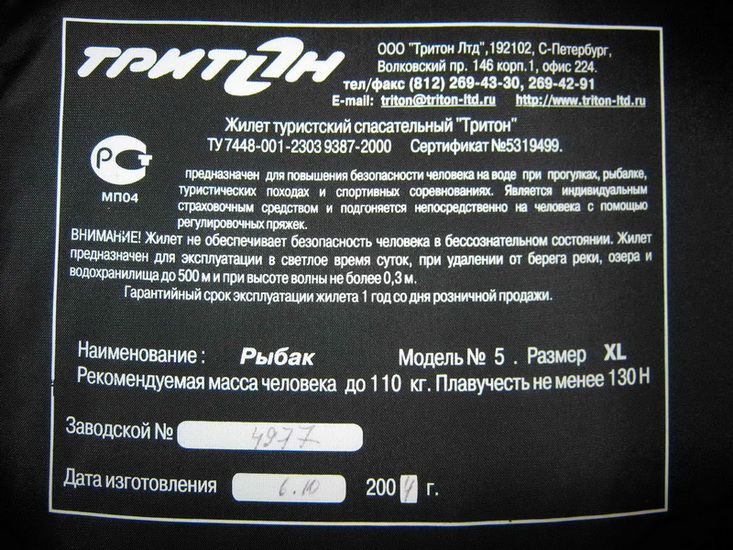 ТРИТОН
ООО "Тритон Лтд",192102, С-Петербург,
Волковский пр. 146 корп.1, офис 224.
тел/факс (812) 269-43-30, 269-42-91
E-mail: triton@triton-ltd.ru http://www.triton-ltd.ru
Жилет туристский спасательный "Тритон"
ТУ 7448-001-2303 9387-2000 Сертификат №5319499.
РСТ
МП04
предназначен для повышения безопасности человека на воде при прогулках, рыбалке,
туристических походах и спортивных соревнованиях. Является индивидуальным
страховочным средством и подгоняется непосредственно на человека с помощью
регулировочных пряжек.
ВНИМАНИЕ! Жилет не обеспечивает безопасность человека в бессознательном состоянии. Жилет
предназначен для эксплуатации в светлое время суток, при удалении от берега реки, озера и
водохранилища до 500 м и при высоте волны не более 0,3 м.
Гарантийный срок эксплуатации жилета 1 год со дня розничной продажи.
Наименование : Рыбак Модель № 5 . Размер XL
Рекомендуемая масса человека до 110 кг. Плавучесть не менее 130 Н
Заводской № 4977
Дата изготовления 6.10 2004 г.